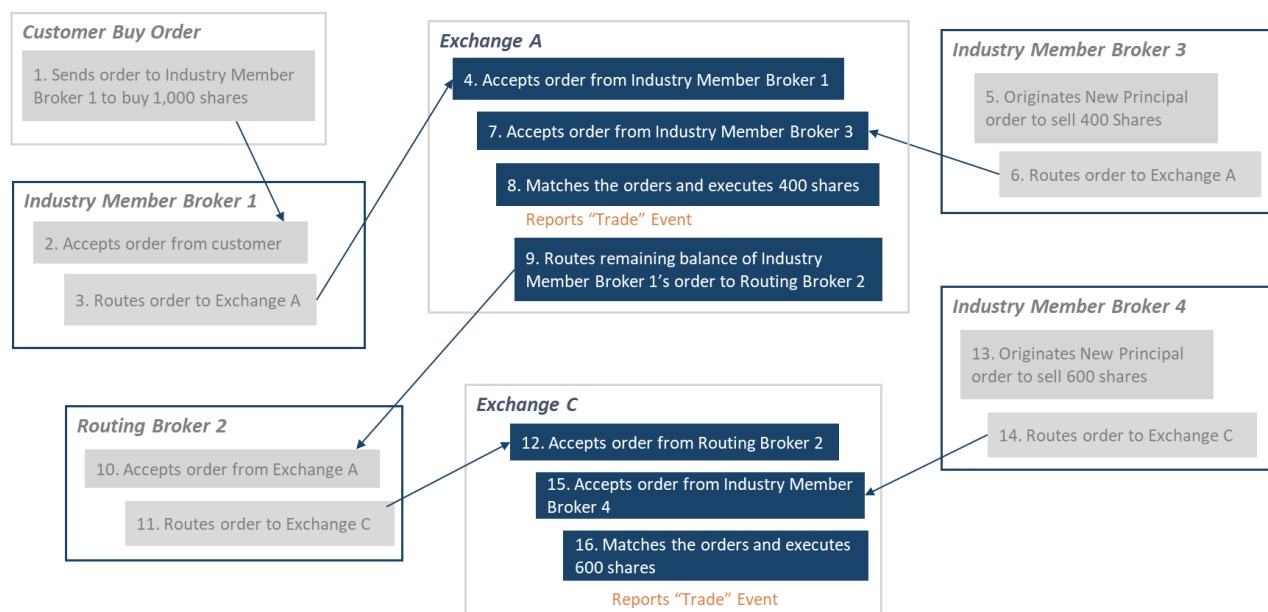 Customer Buy Order
1. Sends order to Industry Member
Broker 1 to buy 1,000 shares
Industry Member Broker 1
2. Accepts order from customer
3. Routes order to Exchange A
Exchange A
4. Accepts order from Industry Member Broker 1
7. Accepts order from Industry Member Broker 3
8. Matches the orders and executes 400 shares
Reports “Trade” Event
9. Routes remaining balance of Industry
Member Broker 1’s order to Routing Broker 2
Industry Member Broker 3
5. Originates New Principal
order to sell 400 Shares
6. Routes order to Exchange A
Routing Broker 2
10. Accepts order from Exchange A
11. Routes order to Exchange C
Exchange C
12. Accepts order from Routing Broker 2
15. Accepts order from Industry Member
Broker 4
16. Matches the orders and executes
600 shares
Reports “Trade” Event
Industry Member Broker 4
13. Originates New Principal
order to sell 600 shares
14. Routes order to Exchange C